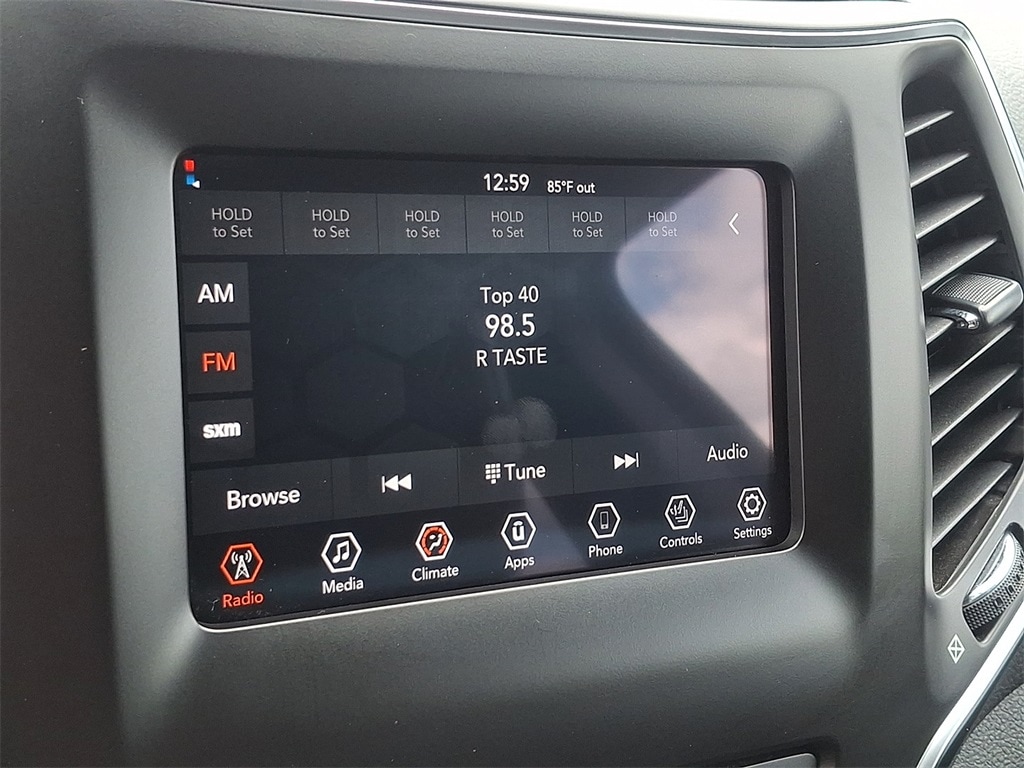 12:59 85°F out
HOLD to Set
HOLD to Set
HOLD to Set
HOLD to Set
HOLD to Set
HOLD to Set
AM
Top 40
98.5
FM
R TASTE
sxm
Browse
Tune
Audio
Radio
Media
Climate
Apps
Phone
Controls
Settings